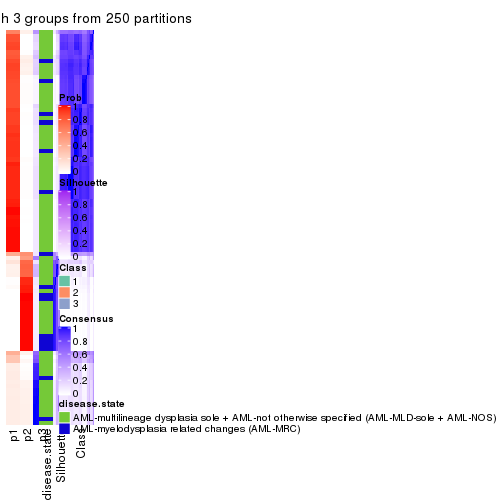 h 3 groups from 250 partitions
Prob
1
0.8
0.6
0.4
0.2
0
Silhouette
1
0.8
0.6
0.4
0.2
0
Class
1
2
3
Consensus
1
0.8
0.6
0.4
0.2
0
disease.state
AML-multilineage dysplasia sole + AML-not otherwise specified (AML-MLD-sole + AML-NOS)
AML-myelodysplasia related changes (AML-MRC)
p1
p2
p3
disease.state
Silhouette
Class